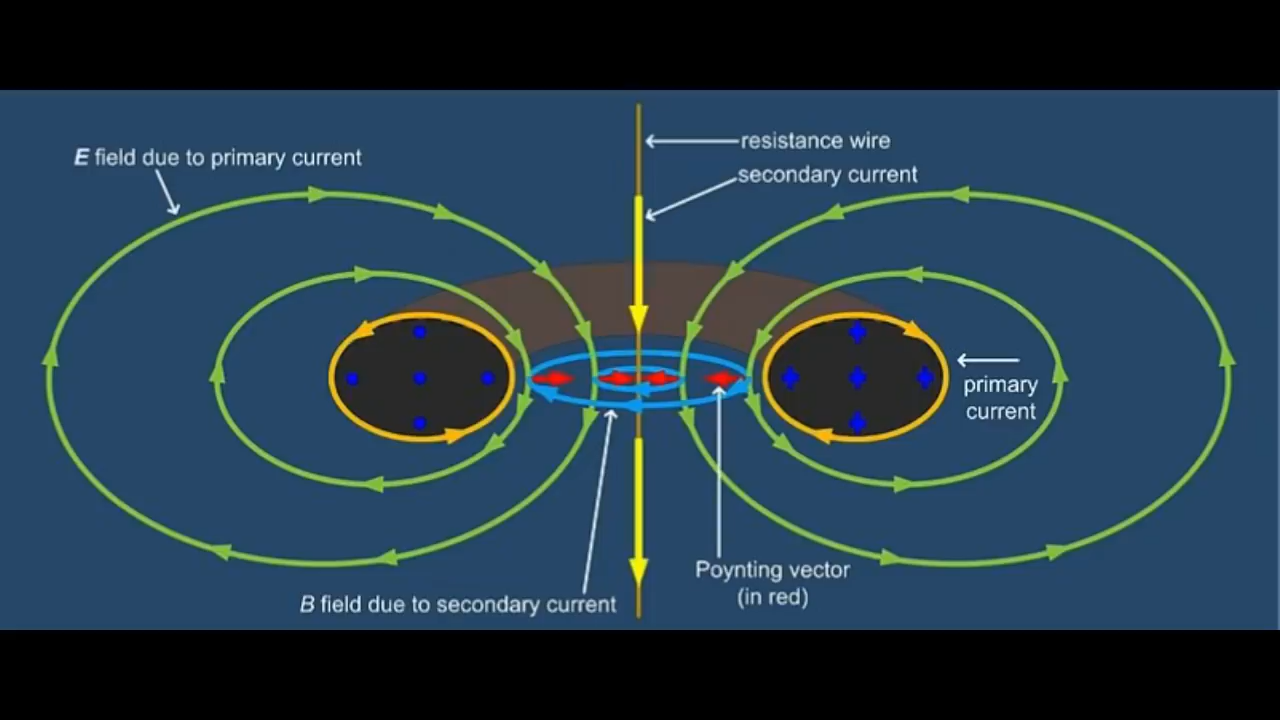 resistance wire
E field due to primary current
secondary current
primary
current
Poynting vector
(in red)
B field due to secondary current